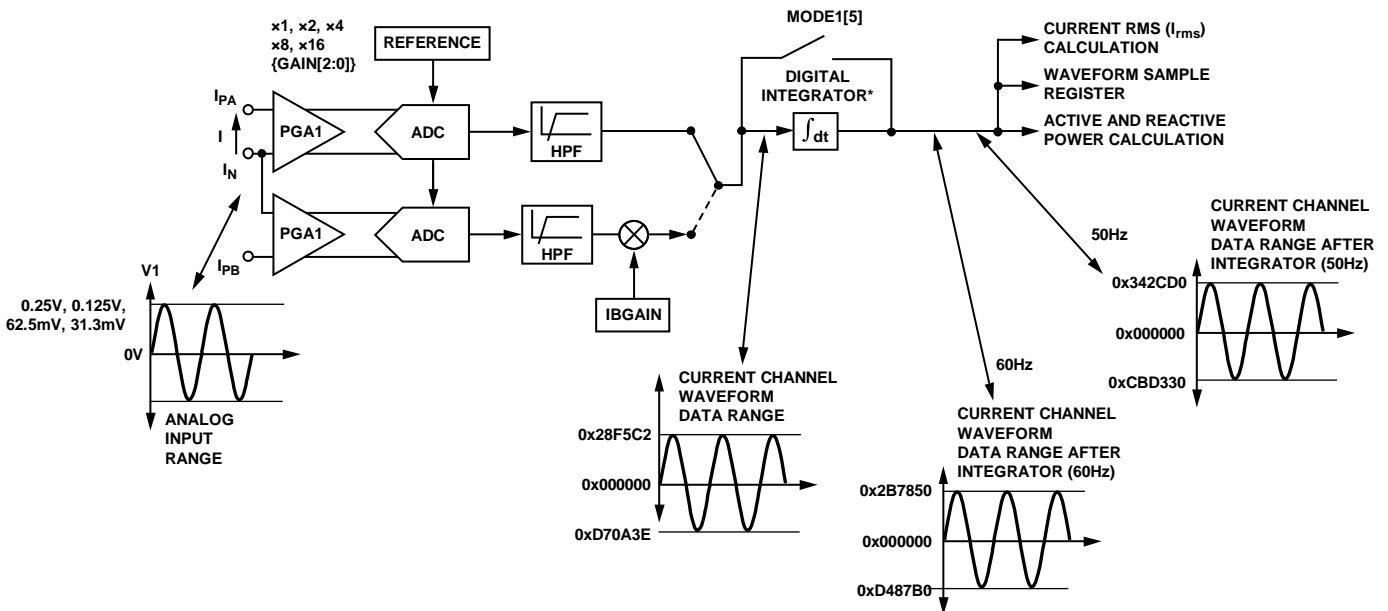 ×1, ×2, ×4
×8, ×16
{GAIN[2:0]}
REFERENCE
MODE1[5]
CURRENT RMS (Irms)
CALCULATION
DIGITAL
INTEGRATOR*
WAVEFORM SAMPLE
REGISTER
IPA
PGA1
ADC
HPF
∫dt
ACTIVE AND REACTIVE
POWER CALCULATION
I
IN
PGA1
ADC
HPF
IPB
IBGAIN
V1
0.25V, 0.125V,
62.5mV, 31.3mV
0V
ANALOG
INPUT
RANGE
50Hz
CURRENT CHANNEL
WAVEFORM
DATA RANGE AFTER
INTEGRATOR (50Hz)
0x342CD0
0x000000
0xCBD330
60Hz
CURRENT CHANNEL
WAVEFORM
DATA RANGE
0x28F5C2
0x000000
0xD70A3E
CURRENT CHANNEL
WAVEFORM
DATA RANGE AFTER
INTEGRATOR (60Hz)
0x2B7850
0x000000
0xD487B0